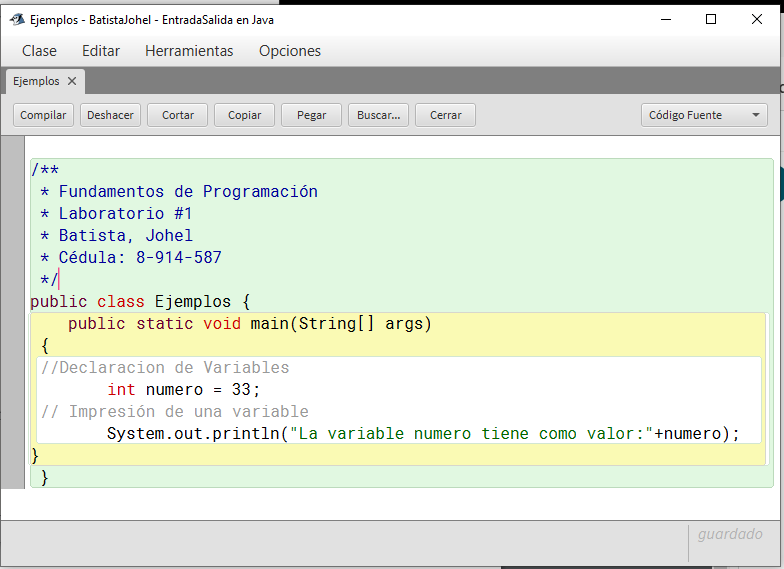 Ejemplos - BatistaJohel - EntradaSalida en Java
Clase Editar Herramientas Opciones
Ejemplos
Compilar Deshacer Cortar Copiar Pegar Buscar... Cerrar Código Fuente
/**
* Fundamentos de Programación
* Laboratorio #1
* Batista, Johel
* Cédula: 8-914-587
*/
public class Ejemplos {
public static void main(String[] args)
{
//Declaracion de Variables
int numero = 33;
// Impresión de una variable
System.out.println("La variable numero tiene como valor:"+numero);
}
}
guardado